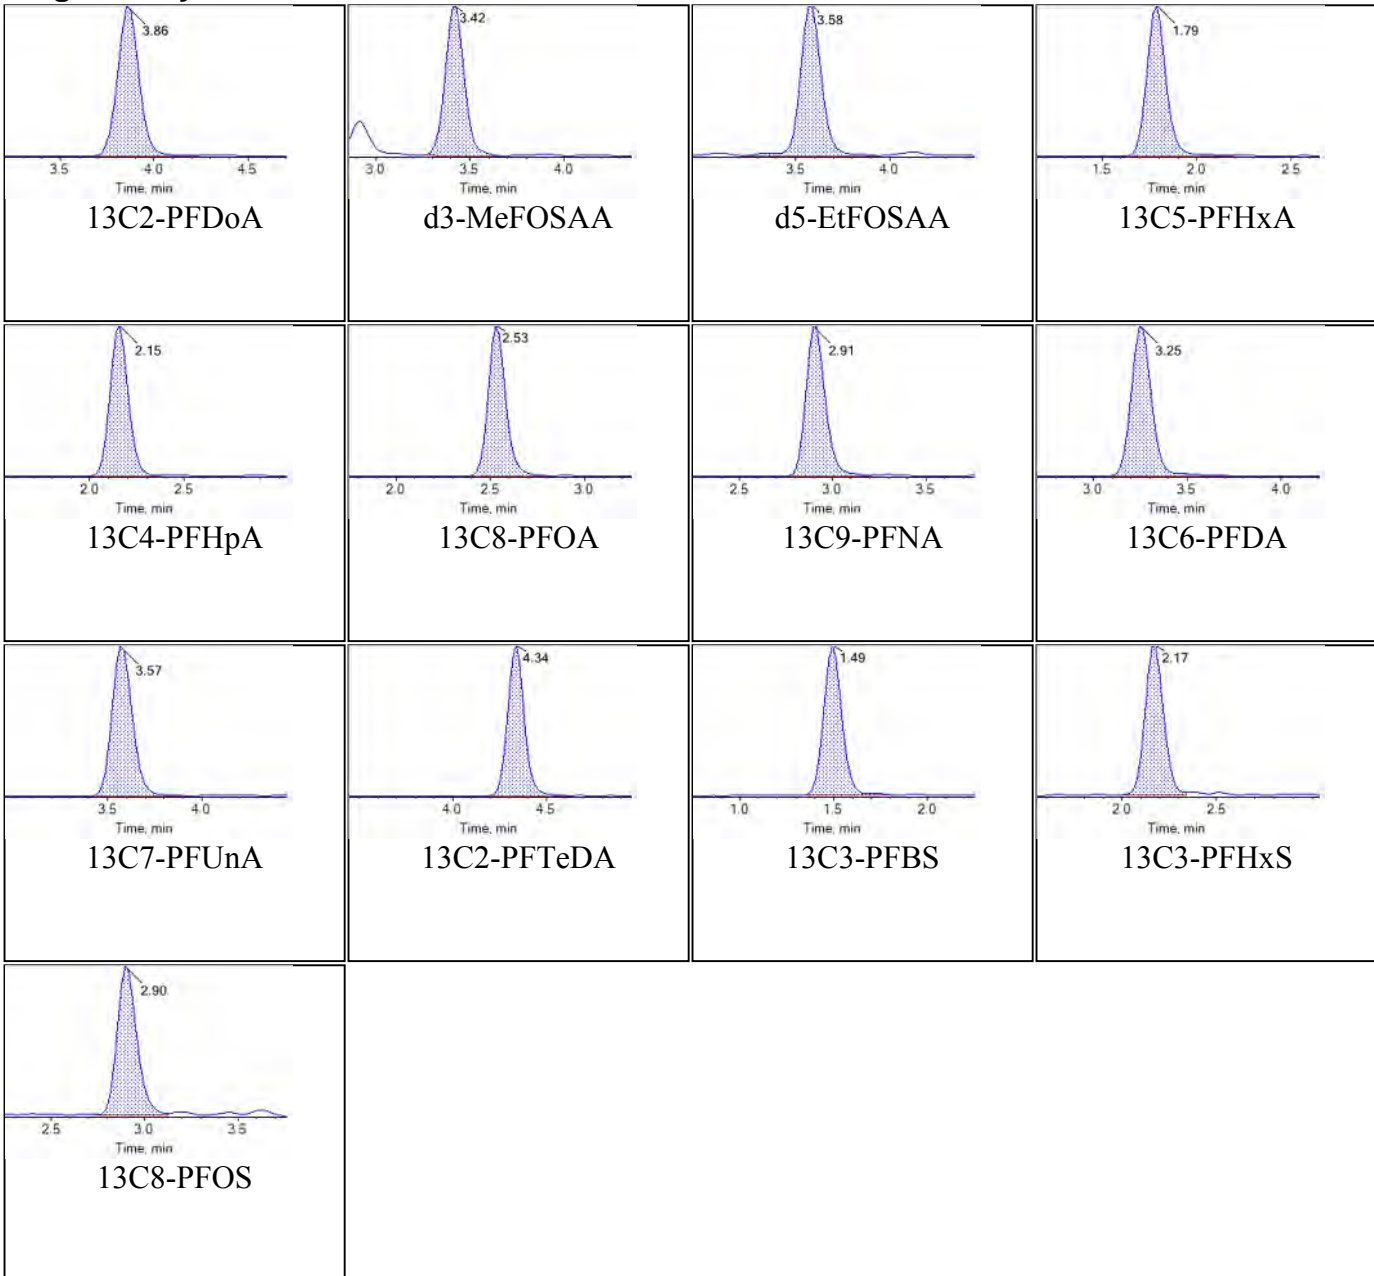 3.86
3.5 4.0 4.5
Time, min
13C2-PFDoA
3.42
3.0 3.5 4.0
Time, min
d3-MeFOSAA
3.58
3.5 4.0
Time, min
d5-EtFOSAA
1.79
1.5 2.0 2.5
Time, min
13C5-PFHxA
2.15
2.0 2.5
Time, min
13C4-PFHpA
2.53
2.0 2.5 3.0
Time, min
13C8-PFOA
2.91
2.5 3.0 3.5
Time, min
13C9-PFNA
3.25
3.0 3.5 4.0
Time, min
13C6-PFDA
3.57
3.5 4.0
Time, min
13C7-PFUnA
4.34
4.0 4.5
Time, min
13C2-PFTeDA
1.49
1.0 1.5 2.0
Time, min
13C3-PFBS
2.17
2.0 2.5
Time, min
13C3-PFHxS
2.90
2.5 3.0 3.5
Time, min
13C8-PFOS